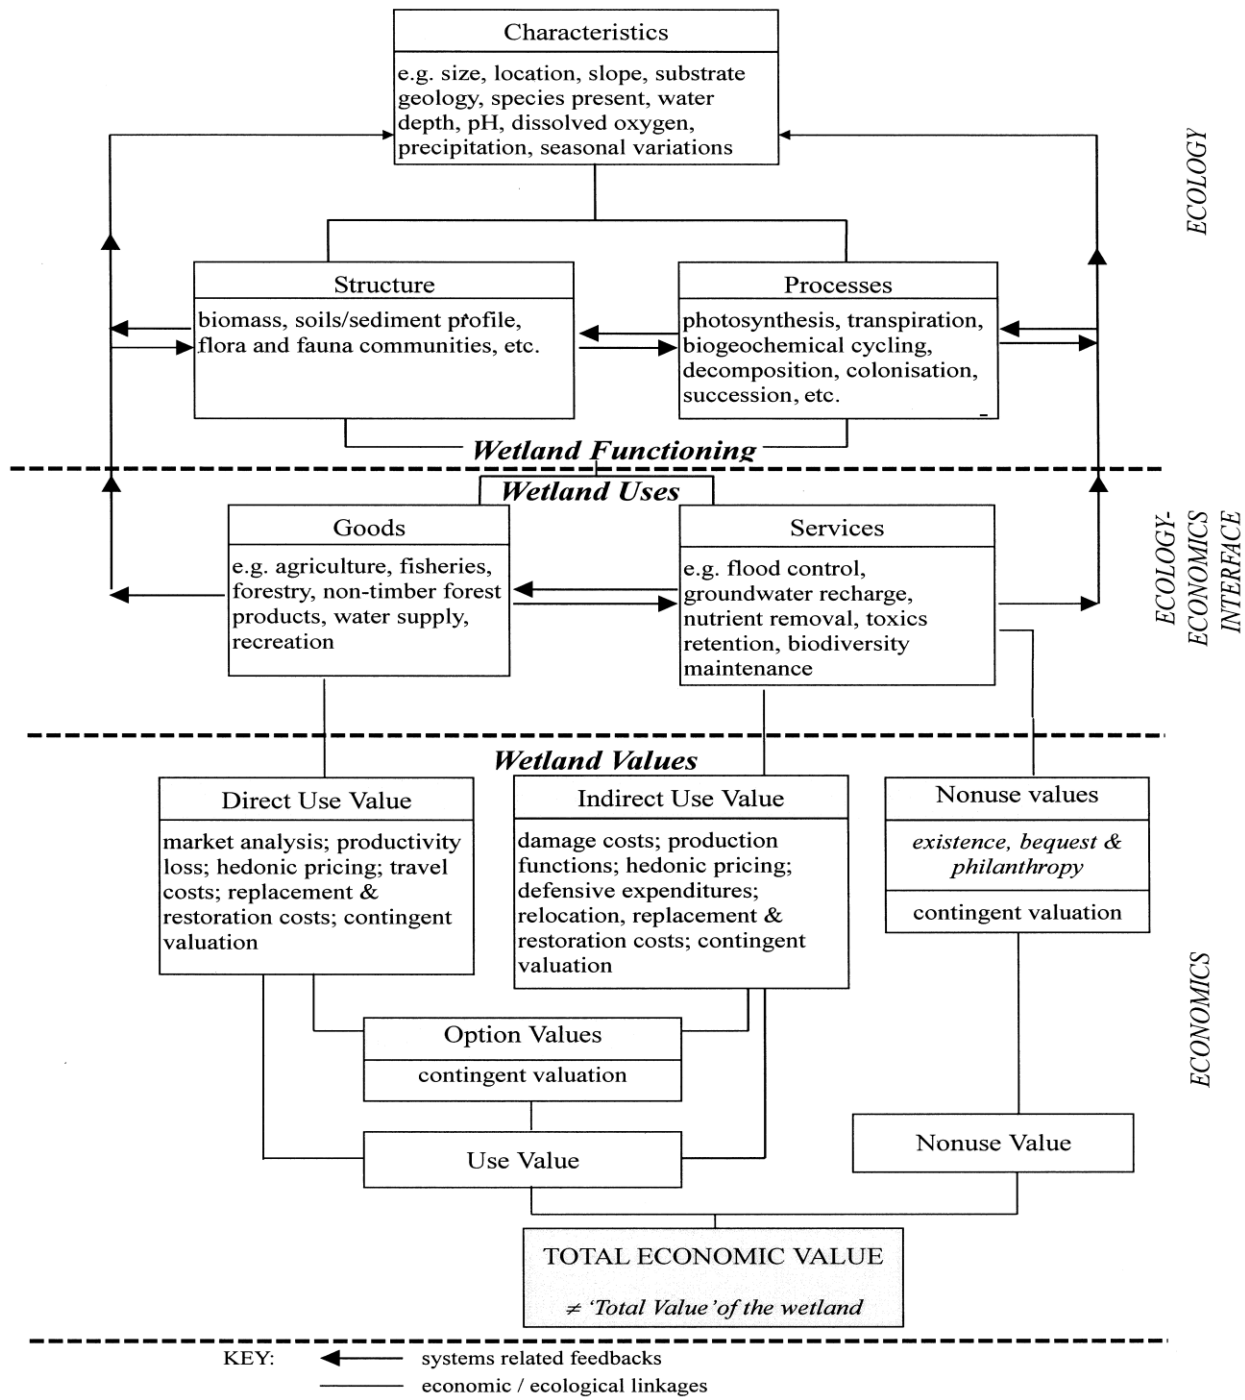 Characteristics
e.g. size, location, slope, substrate
geology, species present, water
depth, pH, dissolved oxygen,
precipitation, seasonal variations
ECOLOGY
Structure
biomass, soils/sediment profile,
flora and fauna communities, etc.
Processes
photosynthesis, transpiration,
biogeochemical cycling,
decomposition, colonisation,
succession, etc.
Wetland Functioning
Wetland Uses
Goods
e.g. agriculture, fisheries,
forestry, non-timber forest
products, water supply,
recreation
Services
e.g. flood control,
groundwater recharge,
nutrient removal, toxics
retention, biodiversity
maintenance
ECOLOGY-
ECONOMICS
INTERFACE
Wetland Values
Direct Use Value
market analysis; productivity
loss; hedonic pricing; travel
costs; replacement &
restoration costs; contingent
valuation
Indirect Use Value
damage costs; production
functions; hedonic pricing;
defensive expenditures;
relocation, replacement &
restoration costs; contingent
valuation
Nonuse values
existence, bequest &
philanthropy
contingent valuation
ECONOMICS
Option Values
contingent valuation
Use Value
Nonuse Value
TOTAL ECONOMIC VALUE
≠ ‘Total Value’ of the wetland
KEY:
systems related feedbacks
economic / ecological linkages